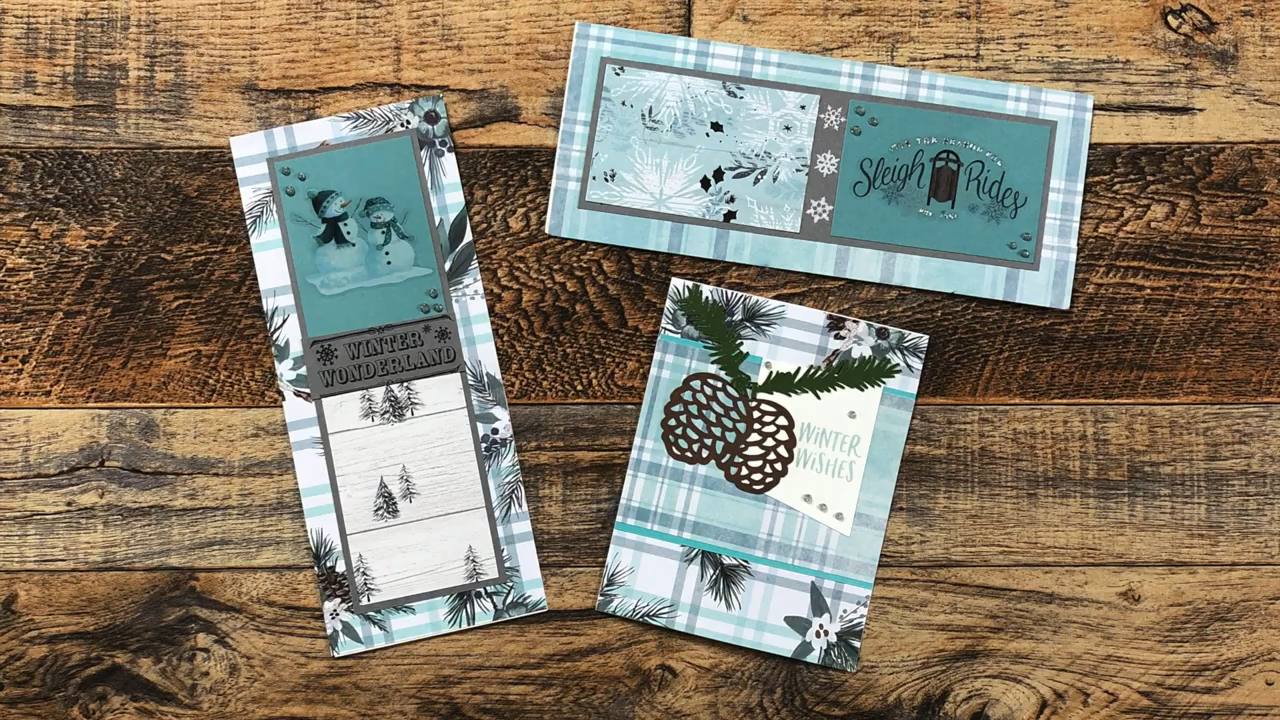 WINTER
WONDERLAND
Sleigh Rides
WiNTER
WiSHES